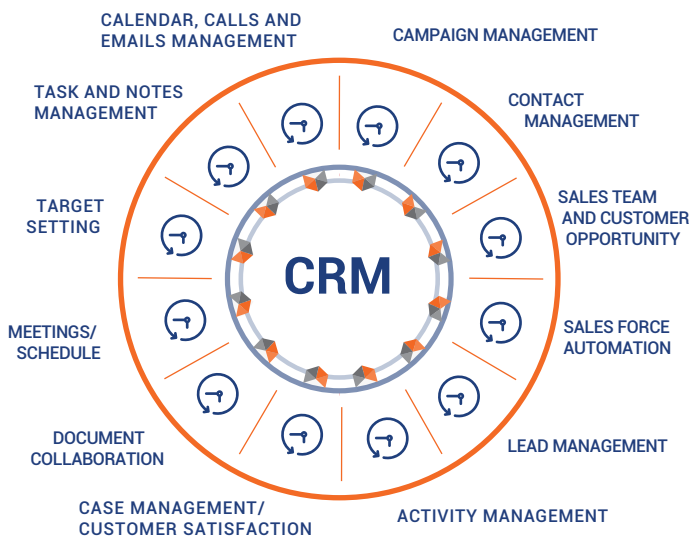 CALENDAR, CALLS AND
EMAILS MANAGEMENT
CAMPAIGN MANAGEMENT
TASK AND NOTES
MANAGEMENT
CONTACT
MANAGEMENT
TARGET
SETTING
SALES TEAM
AND CUSTOMER
OPPORTUNITY
CRM
MEETINGS/
SCHEDULE
SALES FORCE
AUTOMATION
DOCUMENT
COLLABORATION
LEAD MANAGEMENT
CASE MANAGEMENT/
CUSTOMER SATISFACTION
ACTIVITY MANAGEMENT